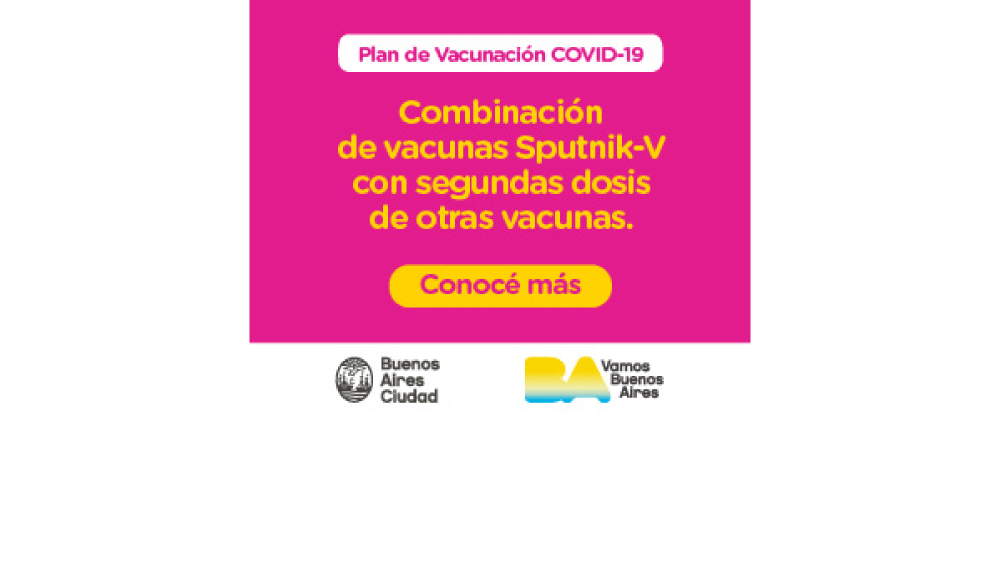 Plan de Vacunación COVID-19
Combinación
de vacunas Sputnik-V
con segundas dosis
de otras vacunas.
Conocé más
Buenos
Aires
Ciudad
BA
Vamos
Buenos
Aires